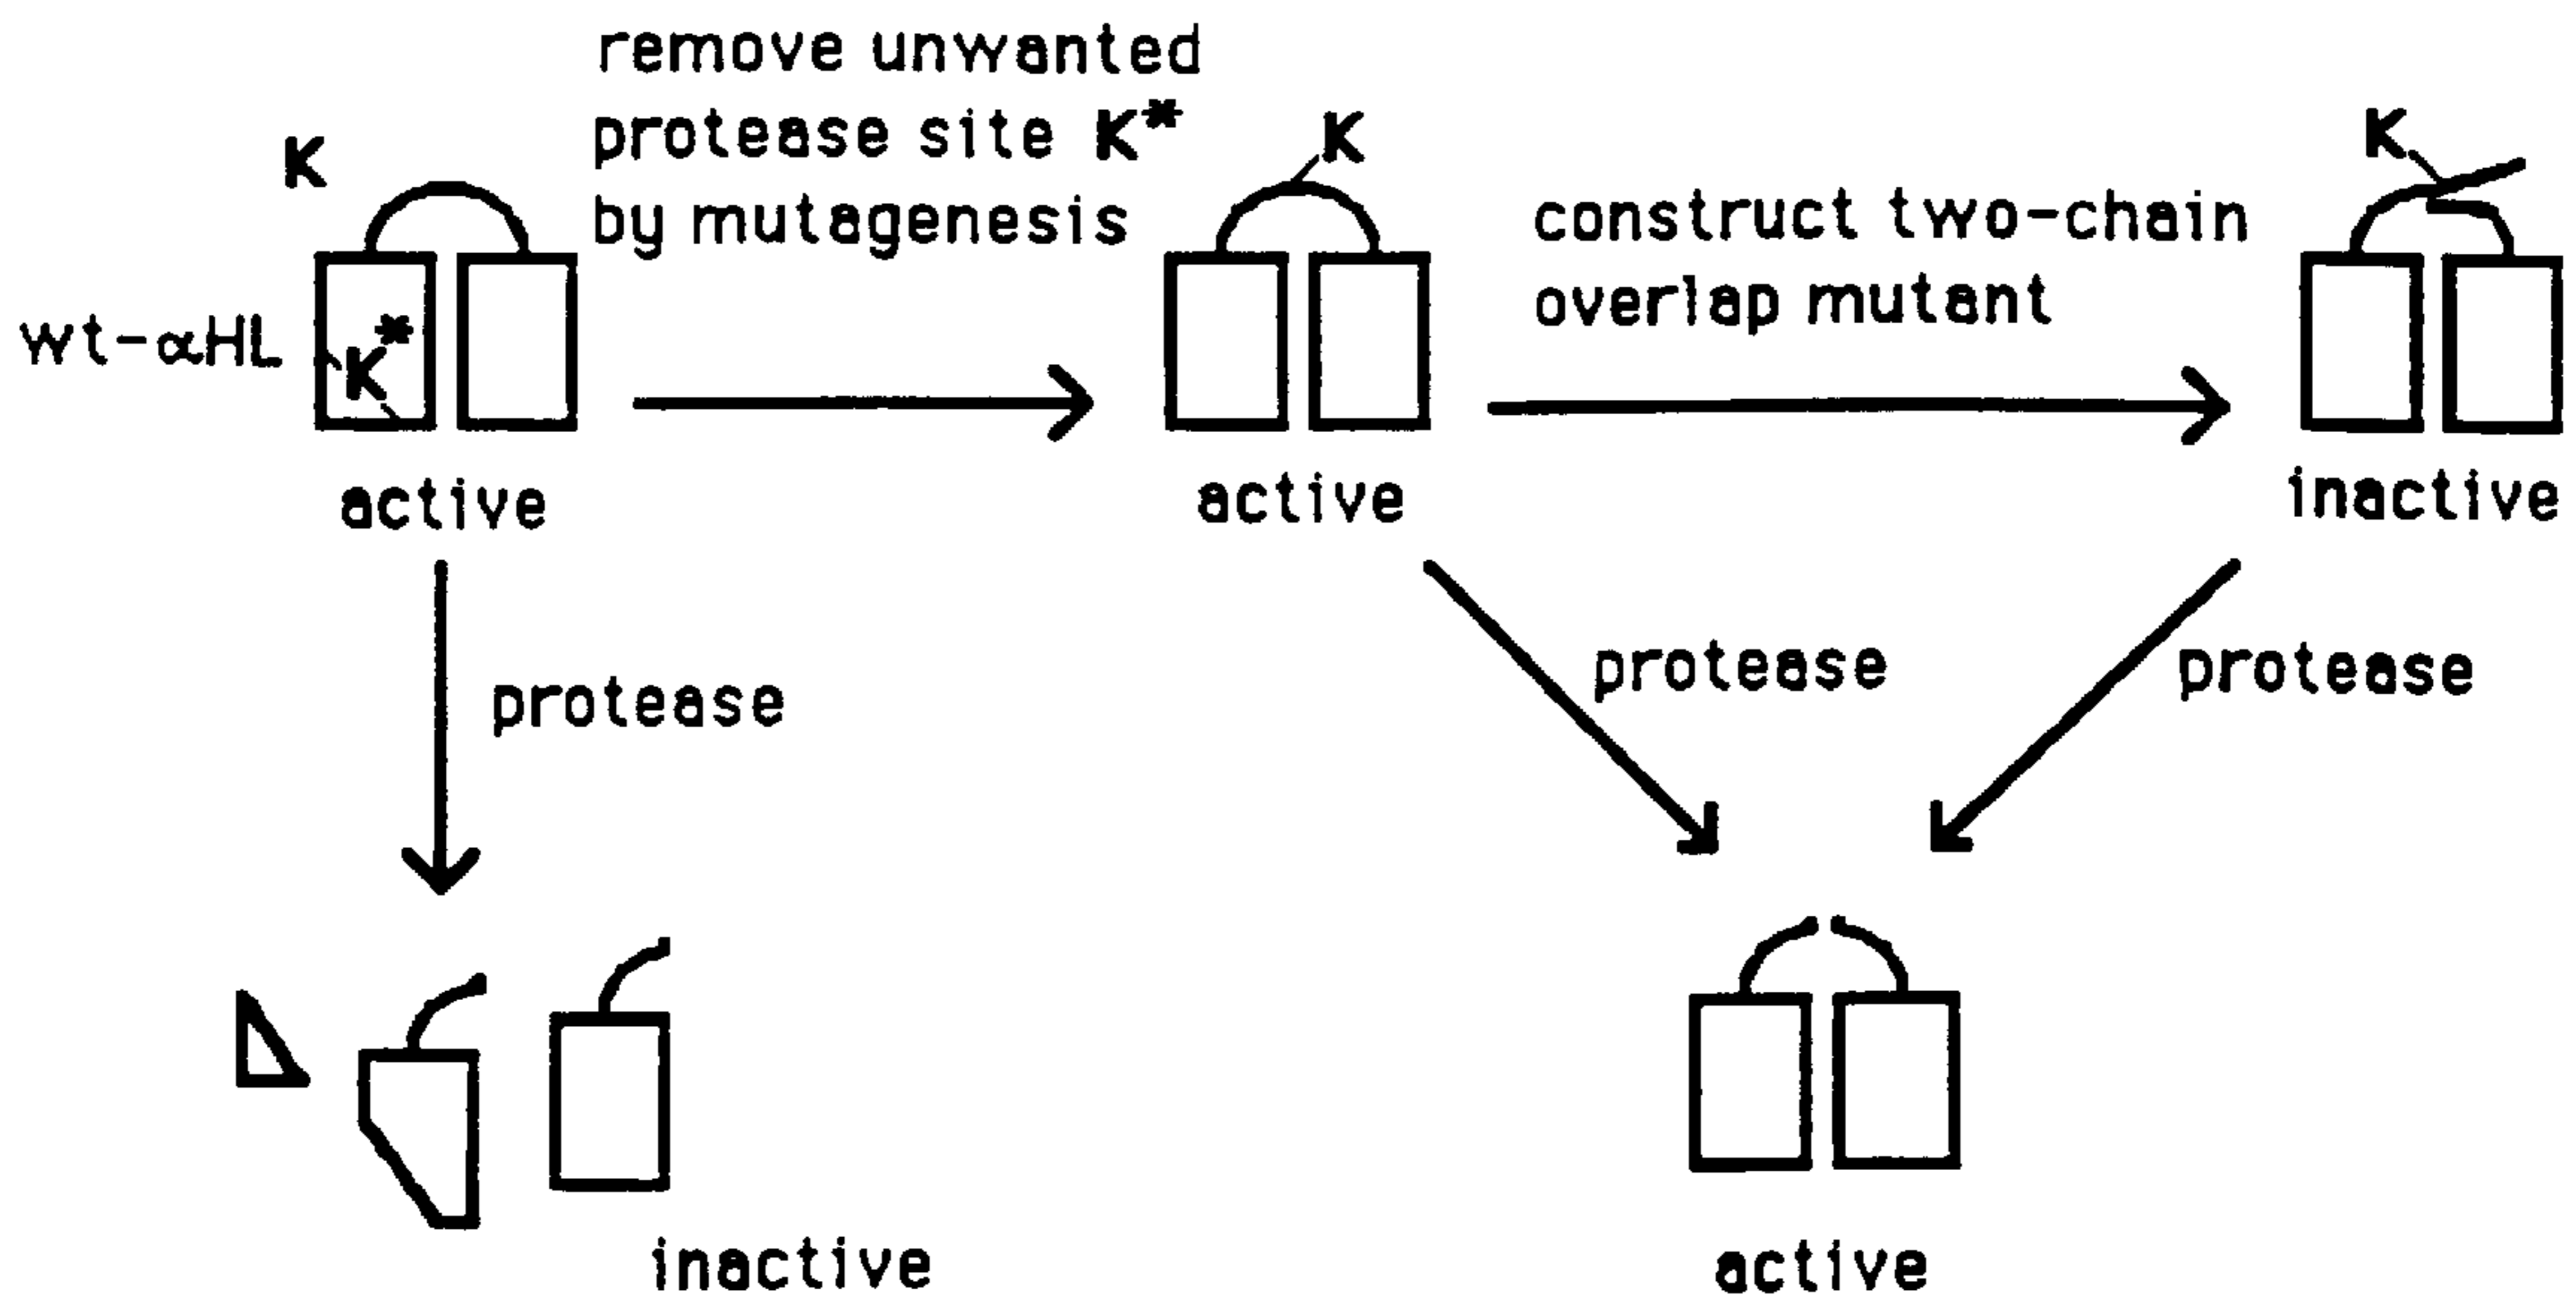 remove unwanted
protease site K*
by mutagenesis
K
K
K
construct two-chain
overlap mutant
wt-αHL
K*
active
active
inactive
protease
protease
protease
inactive
active